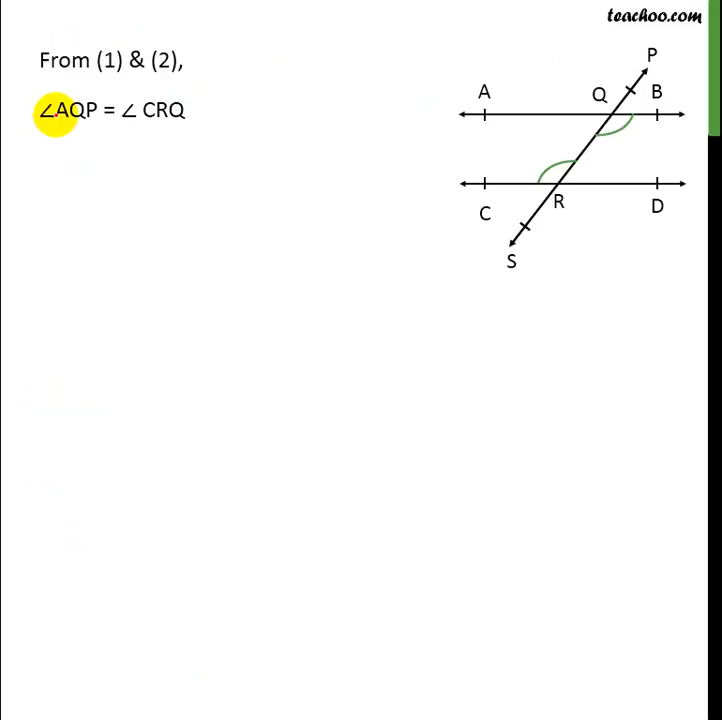 teachoo.com
From (1) & (2),
∠AQP = ∠ CRQ
P
A
Q
B
C
R
D
S